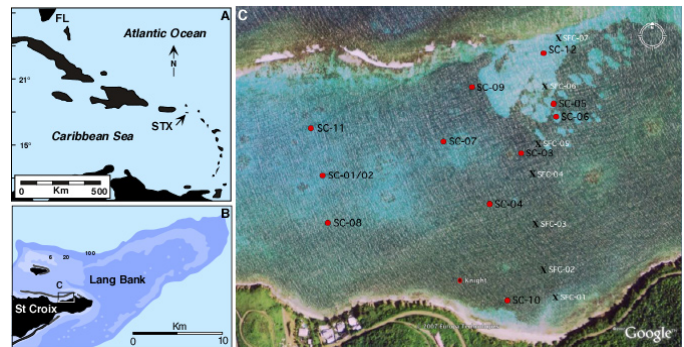 A
FL
Atlantic Ocean
N
21°
STX
Caribbean Sea
15°
Km
0 500
B
6 20 100
Lang Bank
C
St Croix
Km
0 10
C
SFC-07
SC-12
SFC-06
SC-09
SC-05
SC-06
SC-11
SC-07
SFC-05
SC-03
SC-01/02
SFC-04
SC-04
SC-08
SFC-03
SFC-02
Knight
SC-10
SFC-01
Google